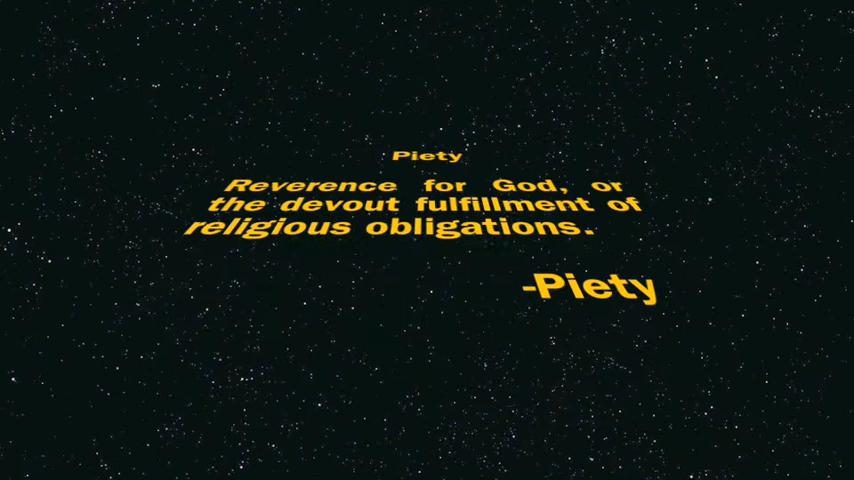 Piety
Reverence for God, or
the devout fulfillment of
religious obligations.
-Piety